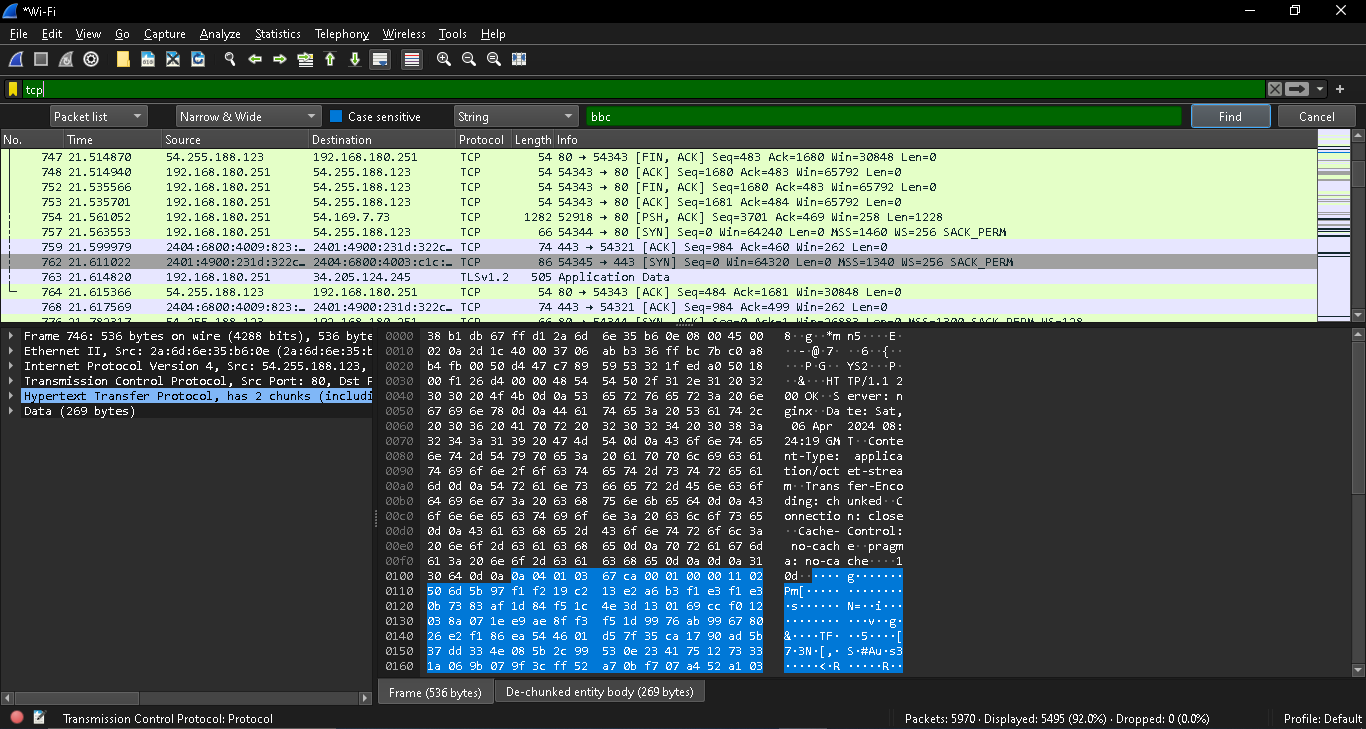 *Wi-Fi
File Edit View Go Capture Analyze Statistics Telephony Wireless Tools Help
tcp
Packet list Narrow & Wide Case sensitive String bbc Find Cancel
No. Time Source Destination Protocol Length Info
747 21.514870 54.255.188.123 192.168.180.251 TCP 54 80 → 54343 [FIN, ACK] Seq=483 Ack=1680 Win=30848 Len=0
748 21.514940 192.168.180.251 54.255.188.123 TCP 54 54343 → 80 [ACK] Seq=1680 Ack=483 Win=65792 Len=0
752 21.535566 192.168.180.251 54.255.188.123 TCP 54 54343 → 80 [FIN, ACK] Seq=1680 Ack=483 Win=65792 Len=0
753 21.535701 192.168.180.251 54.255.188.123 TCP 54 54343 → 80 [ACK] Seq=1681 Ack=484 Win=65792 Len=0
754 21.561052 192.168.180.251 54.169.7.73 TCP 1282 52918 → 80 [PSH, ACK] Seq=3701 Ack=469 Win=258 Len=1228
757 21.563553 192.168.180.251 54.255.188.123 TCP 66 54344 → 80 [SYN] Seq=0 Win=64240 Len=0 MSS=1460 WS=256 SACK_PERM
759 21.599979 2404:6800:4009:823:… 2401:4900:231d:322c… TCP 74 443 → 54321 [ACK] Seq=984 Ack=460 Win=262 Len=0
762 21.611022 2401:4900:231d:322c… 2404:6800:4003:c1c:… TCP 86 54345 → 443 [SYN] Seq=0 Win=64320 Len=0 MSS=1340 WS=256 SACK_PERM
763 21.614820 192.168.180.251 34.205.124.245 TLSv1.2 505 Application Data
764 21.615366 54.255.188.123 192.168.180.251 TCP 54 80 → 54343 [ACK] Seq=484 Ack=1681 Win=30848 Len=0
768 21.617569 2404:6800:4009:823:… 2401:4900:231d:322c… TCP 74 443 → 54321 [ACK] Seq=984 Ack=499 Win=262 Len=0
776 21.782317 54.255.188.123 192.168.180.251 TCP 66 80 → 54344 [SYN, ACK] Seq=0 Ack=1 Win=26883 Len=0 MSS=1300 SACK_PERM WS=128
Frame 746: 536 bytes on wire (4288 bits), 536 byte
Ethernet II, Src: 2a:6d:6e:35:b6:0e (2a:6d:6e:35:b
Internet Protocol Version 4, Src: 54.255.188.123,
Transmission Control Protocol, Src Port: 80, Dst P
Hypertext Transfer Protocol, has 2 chunks (includi
Data (269 bytes)
0000 38 b1 db 67 ff d1 2a 6d 6e 35 b6 0e 08 00 45 00 8··g··*m n5····E·
0010 02 0a 2d 1c 40 00 37 06 ab b3 36 ff bc 7b c0 a8 ··-·@·7· ··6··{··
0020 b4 fb 00 50 d4 47 c7 89 59 53 32 1f ed a0 50 18 ···P·G·· YS2···P·
0030 00 f1 26 d4 00 00 48 54 54 50 2f 31 2e 31 20 32 ··&···HT TP/1.1 2
0040 30 30 20 4f 4b 0d 0a 53 65 72 76 65 72 3a 20 6e 00 OK··S erver: n
0050 67 69 6e 78 0d 0a 44 61 74 65 3a 20 53 61 74 2c ginx··Da te: Sat,
0060 20 30 36 20 41 70 72 20 32 30 32 34 20 30 38 3a 06 Apr 2024 08:
0070 32 34 3a 31 39 20 47 4d 54 0d 0a 43 6f 6e 74 65 24:19 GM T··Conte
0080 6e 74 2d 54 79 70 65 3a 20 61 70 70 6c 69 63 61 nt-Type: applica
0090 74 69 6f 6e 2f 6f 63 74 65 74 2d 73 74 72 65 61 tion/oct et-strea
00a0 6d 0d 0a 54 72 61 6e 73 66 65 72 2d 45 6e 63 6f m··Trans fer-Enco
00b0 64 69 6e 67 3a 20 63 68 75 6e 6b 65 64 0d 0a 43 ding: ch unked··C
00c0 6f 6e 6e 65 63 74 69 6f 6e 3a 20 63 6c 6f 73 65 onnectio n: close
00d0 0d 0a 43 61 63 68 65 2d 43 6f 6e 74 72 6f 6c 3a ··Cache- Control:
00e0 20 6e 6f 2d 63 61 63 68 65 0d 0a 70 72 61 67 6d no-cach e··pragm
00f0 61 3a 20 6e 6f 2d 63 61 63 68 65 0d 0a 0d 0a 31 a: no-ca che····1
0100 30 64 0d 0a 0a 04 01 03 67 ca 00 01 00 00 11 02 0d······ g·······
0110 50 6d 5b 97 f1 f2 19 c2 13 e2 a6 b3 f1 e3 f1 e3 Pm[····· ········
0120 0b 73 83 af 1d 84 f5 1c 4e 3d 13 01 69 cc f0 12 ·s······ N=··i···
0130 03 8a 07 1e e9 ae 8f f3 f5 1d 99 76 ab 99 67 80 ········ ···v··g·
0140 26 e2 f1 86 ea 54 46 01 d5 7f 35 ca 17 90 ad 5b &····TF· ··5····[
0150 37 dd 33 4e 08 5b 2c 99 53 0e 23 41 75 12 73 33 7·3N·[,· S·#Au·s3
0160 1a 06 9b 07 9f 3c ff 52 a7 0b f7 07 a4 52 a1 03 ·····<·R ·····R··
Frame (536 bytes) De-chunked entity body (269 bytes)
Transmission Control Protocol: Protocol Packets: 5970 · Displayed: 5495 (92.0%) · Dropped: 0 (0.0%) Profile: Default